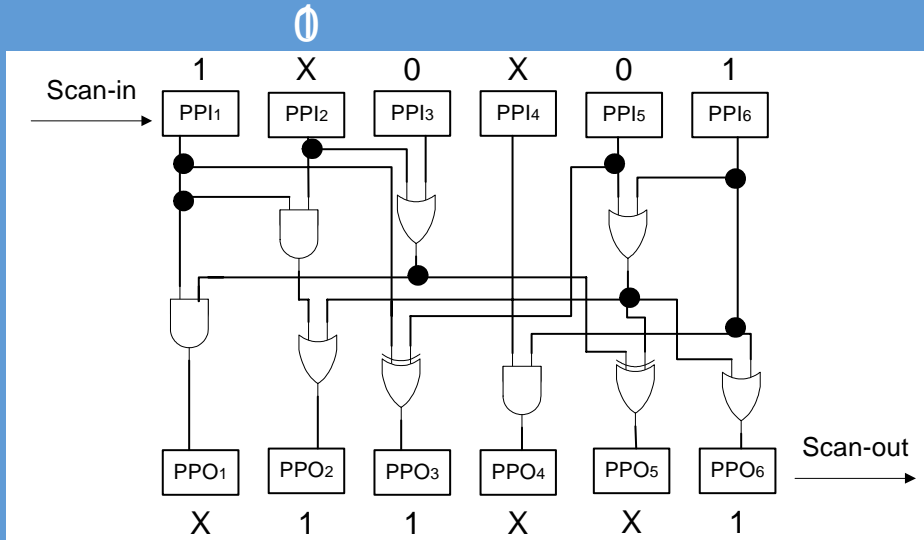 1 X 0 X 0 1
Scan-in
PPI1 PPI2 PPI3 PPI4 PPI5 PPI6
PPO1 PPO2 PPO3 PPO4 PPO5 PPO6
Scan-out
X 1 1 X X 1